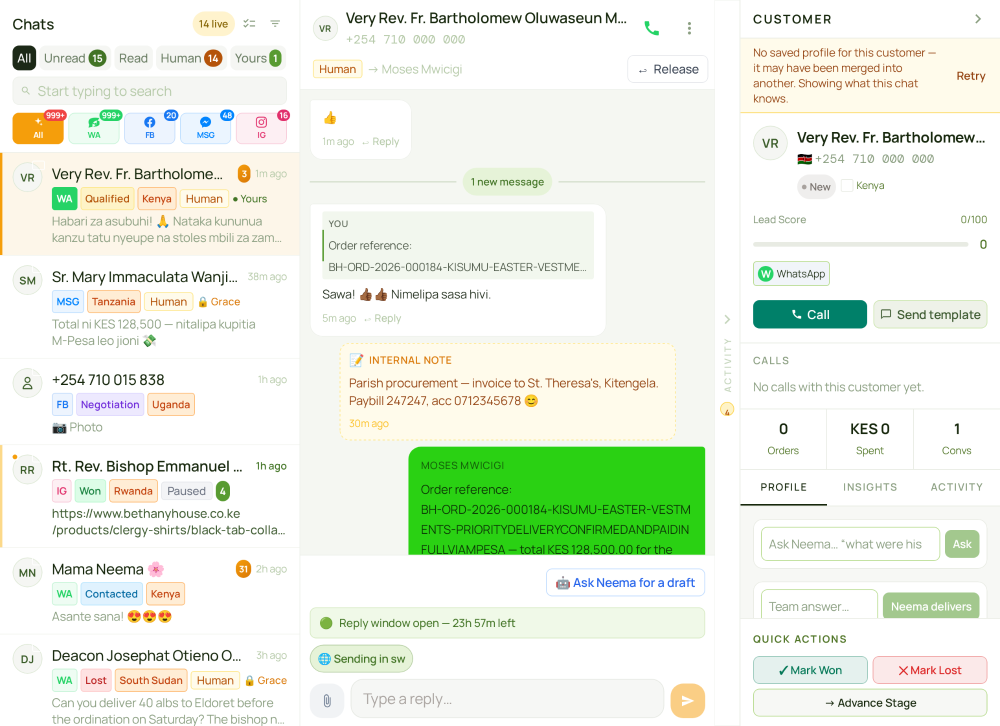 Chats
14 live
All
Unread 15
Read
Human 14
Yours 1
Start typing to search
999+
All
999+
WA
20
FB
48
MSG
16
IG
VR
Very Rev. Fr. Bartholome...
3
1m ago
WA
Qualified
Kenya
Human
• Yours
Habari za asubuhi! 🙏 Nataka kununua
kanzu tatu nyeupe na stoles mbili za zam...
SM
Sr. Mary Immaculata Wanji...
38m ago
MSG
Tanzania
Human
🔒 Grace
Total ni KES 128,500 — nitalipa kupitia
M-Pesa leo jioni 💸
+254 710 015 838
1h ago
FB
Negotiation
Uganda
📷 Photo
RR
Rt. Rev. Bishop Emmanuel ...
1h ago
IG
Won
Rwanda
Paused
4
https://www.bethanyhouse.co.ke
/products/clergy-shirts/black-tab-colla...
MN
Mama Neema 🌸
31
2h ago
WA
Contacted
Kenya
Asante sana! 😍😍😍
DJ
Deacon Josephat Otieno O...
3h ago
WA
Lost
South Sudan
Human
🔒 Grace
Can you deliver 40 albs to Eldoret before
the ordination on Saturday? The bishop n...
VR
Very Rev. Fr. Bartholomew Oluwaseun M...
+254 710 000 000
Human
→ Moses Mwicigi
↩ Release
👍
1m ago ↩ Reply
1 new message
YOU
Order reference:
BH-ORD-2026-000184-KISUMU-EASTER-VESTME...
Sawa! 👍🏾👍🏾 Nimelipa sasa hivi.
5m ago ↩ Reply
📝 INTERNAL NOTE
Parish procurement — invoice to St. Theresa's, Kitengela.
Paybill 247247, acc 0712345678 😊
30m ago
MOSES MWICIGI
Order reference:
BH-ORD-2026-000184-KISUMU-EASTER-VESTM
ENTS-PRIORITYDELIVERYCONFIRMEDANDPAIDIN
FULLVIAMPESA — total KES 128,500.00 for the
🤖 Ask Neema for a draft
Reply window open — 23h 57m left
🌐 Sending in sw
Type a reply...
ACTIVITY
4
CUSTOMER
No saved profile for this customer —
it may have been merged into
another. Showing what this chat
knows.
Retry
VR
Very Rev. Fr. Bartholomew...
🇰🇪 +254 710 000 000
New
Kenya
Lead Score
0/100
0
WhatsApp
Call
Send template
CALLS
No calls with this customer yet.
0
Orders
KES 0
Spent
1
Convs
PROFILE
INSIGHTS
ACTIVITY
Ask Neema... "what were his
Ask
Team answer...
Neema delivers
QUICK ACTIONS
✓ Mark Won
✕ Mark Lost
→ Advance Stage